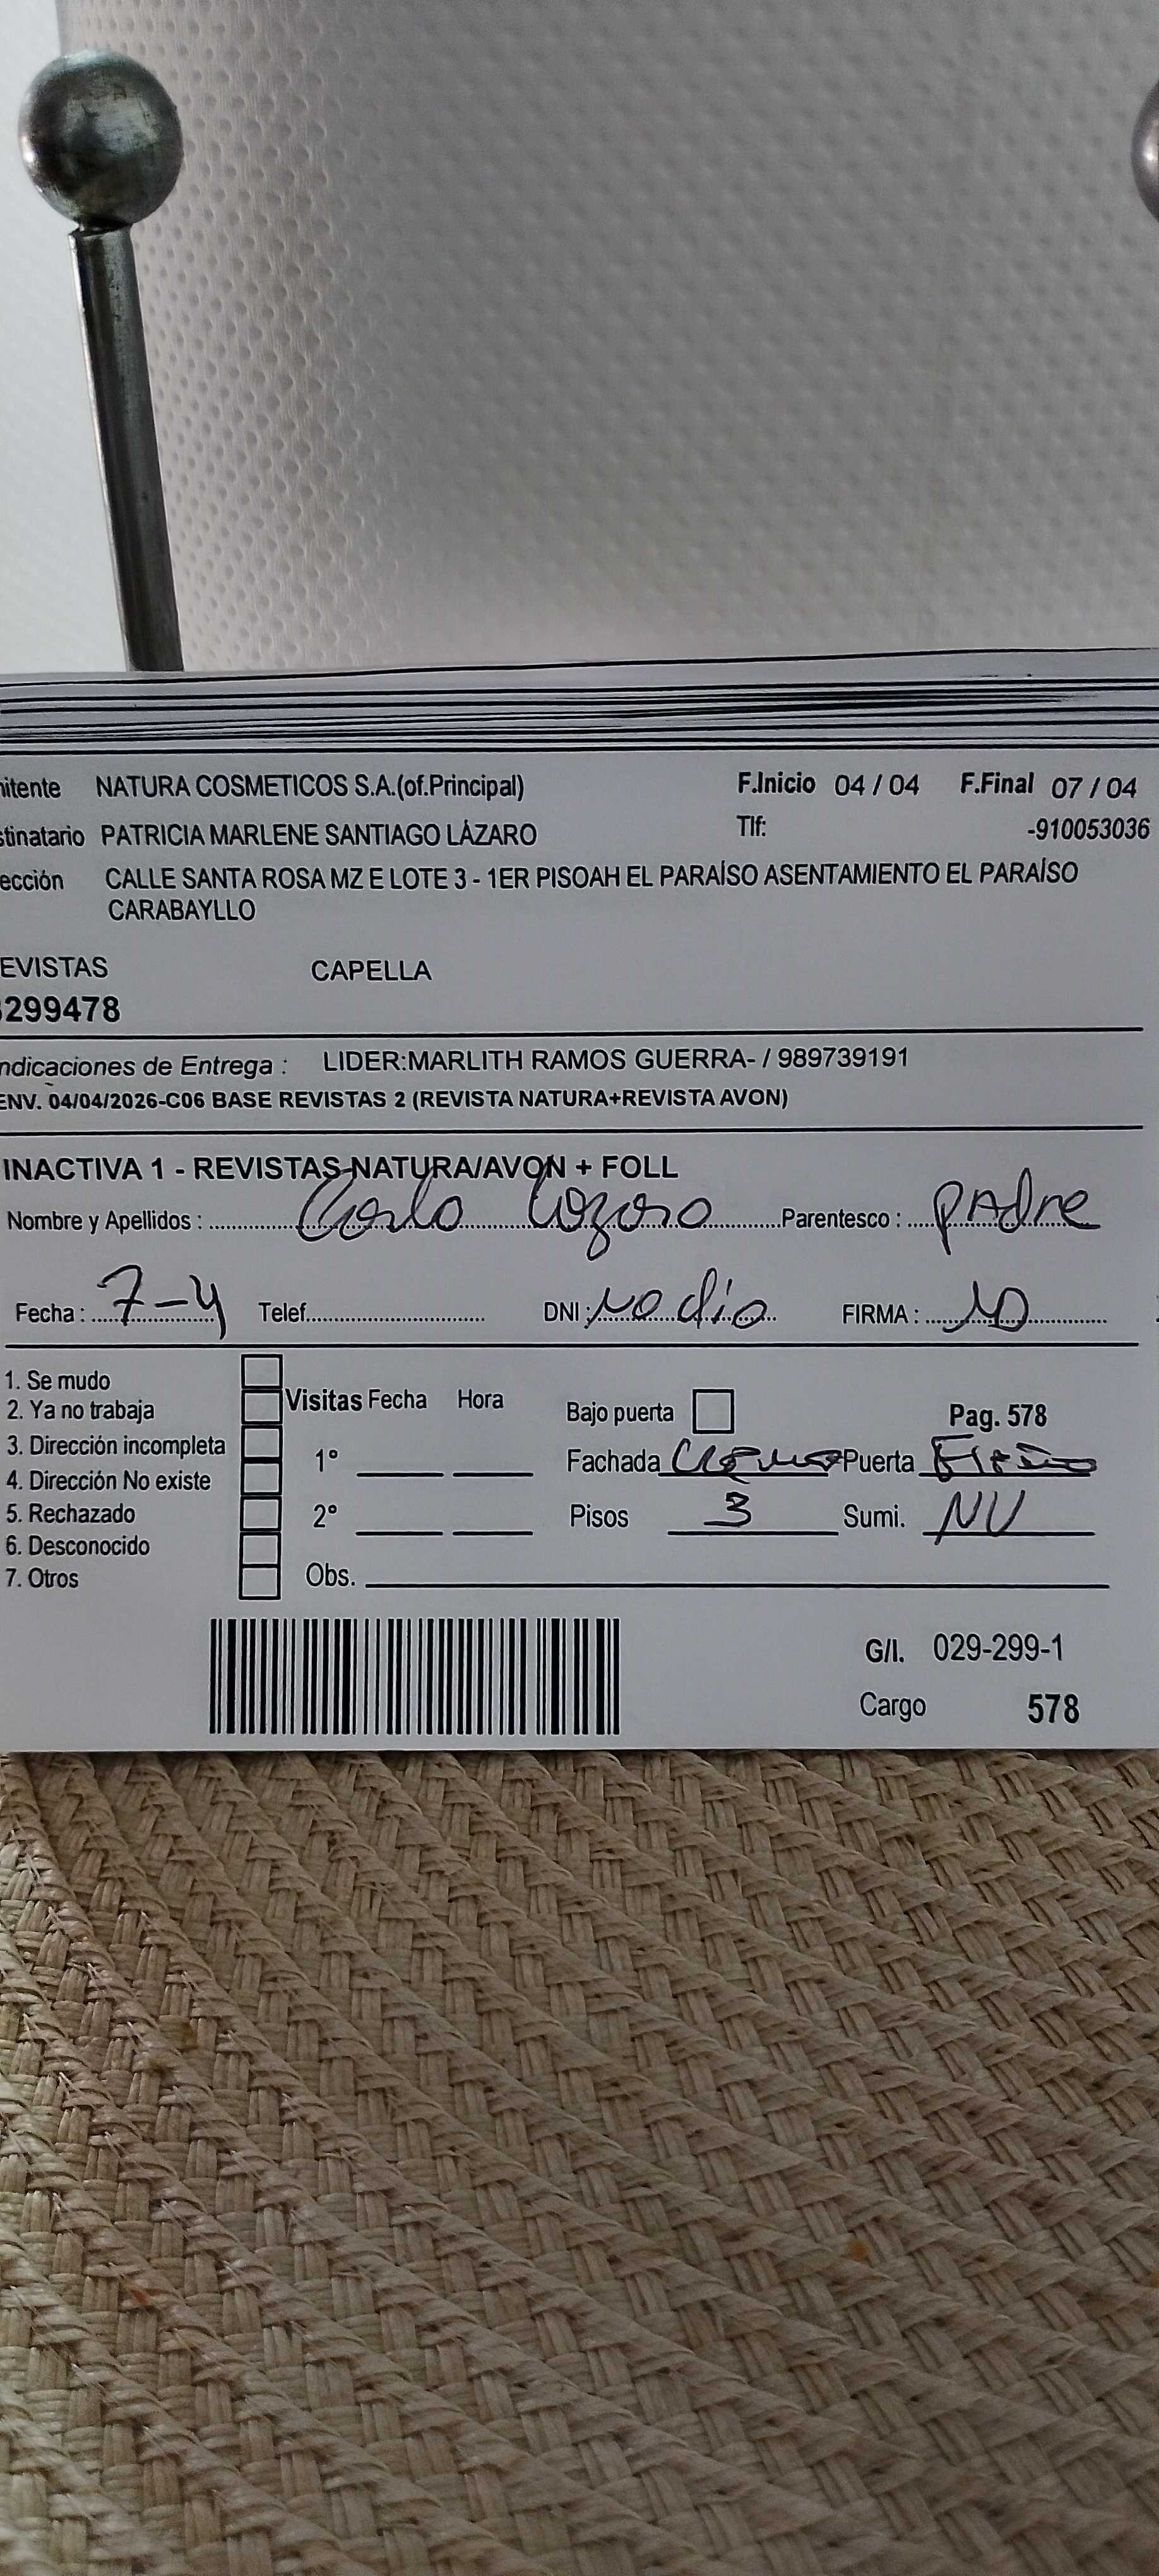 nitente NATURA COSMETICOS S.A.(of.Principal) F.Inicio 04 / 04 F.Final 07 / 04
stinatario PATRICIA MARLENE SANTIAGO LÁZARO Tlf: -910053036
ección CALLE SANTA ROSA MZ E LOTE 3 - 1ER PISOAH EL PARAÍSO ASENTAMIENTO EL PARAÍSO
CARABAYLLO
EVISTAS CAPELLA
299478
ndicaciones de Entrega : LIDER:MARLITH RAMOS GUERRA- / 989739191
ENV. 04/04/2026-C06 BASE REVISTAS 2 (REVISTA NATURA+REVISTA AVON)
INACTIVA 1 - REVISTAS-NATURA/AVON + FOLL
Nombre y Apellidos : Parentesco : padre
Fecha : 7-4 Telef. DNI : No dio FIRMA :
1. Se mudo
2. Ya no trabaja Visitas Fecha Hora Bajo puerta Pag. 578
3. Dirección incompleta 1° Fachada Puerta
4. Dirección No existe
5. Rechazado 2° Pisos 3 Sumi. NV
6. Desconocido
7. Otros Obs.
G/I. 029-299-1
Cargo 578